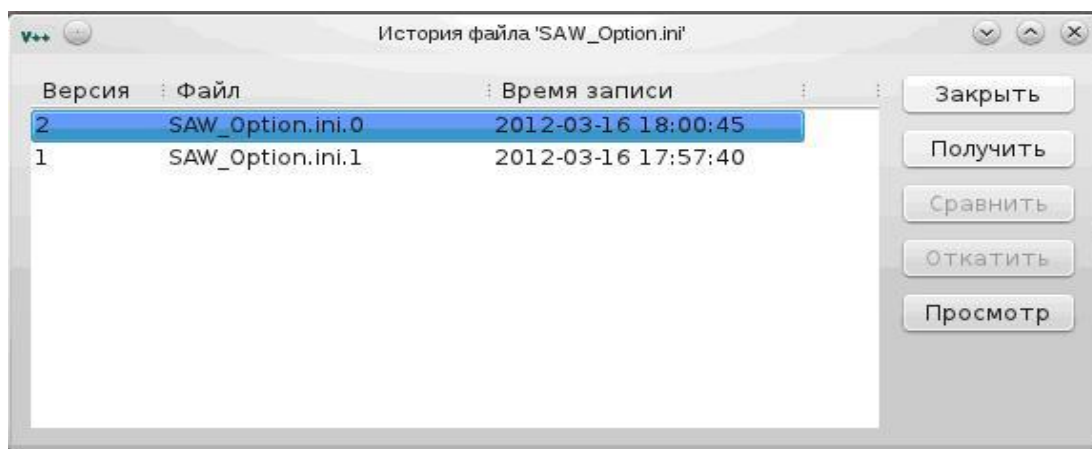 V++
История файла 'SAW_Option.ini'
Версия Файл Время записи
2 SAW_Option.ini.0 2012-03-16 18:00:45
1 SAW_Option.ini.1 2012-03-16 17:57:40
Закрыть
Получить
Сравнить
Откатить
Просмотр